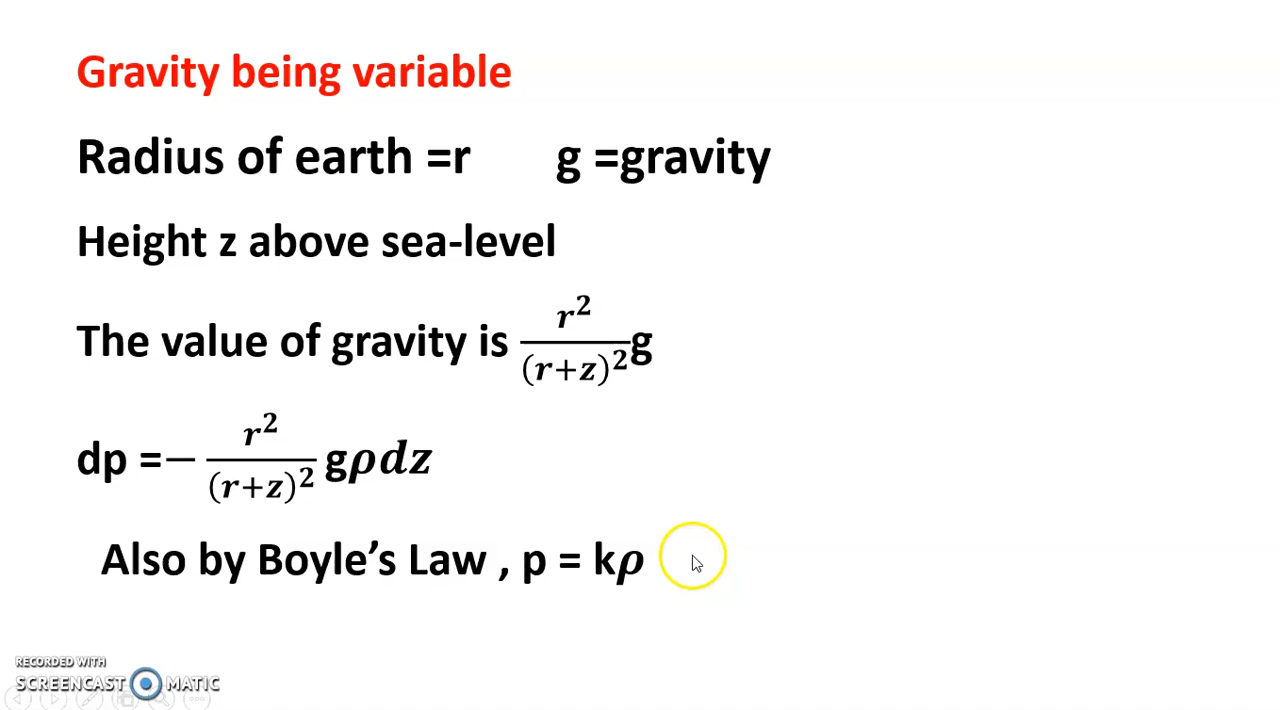 Gravity being variable
Radius of earth =r g =gravity
Height z above sea-level
The value of gravity is r²/(r+z)² g
dp =− r²/(r+z)² gρdz
Also by Boyle’s Law , p = kρ
RECORDED WITH
SCREENCAST MATIC